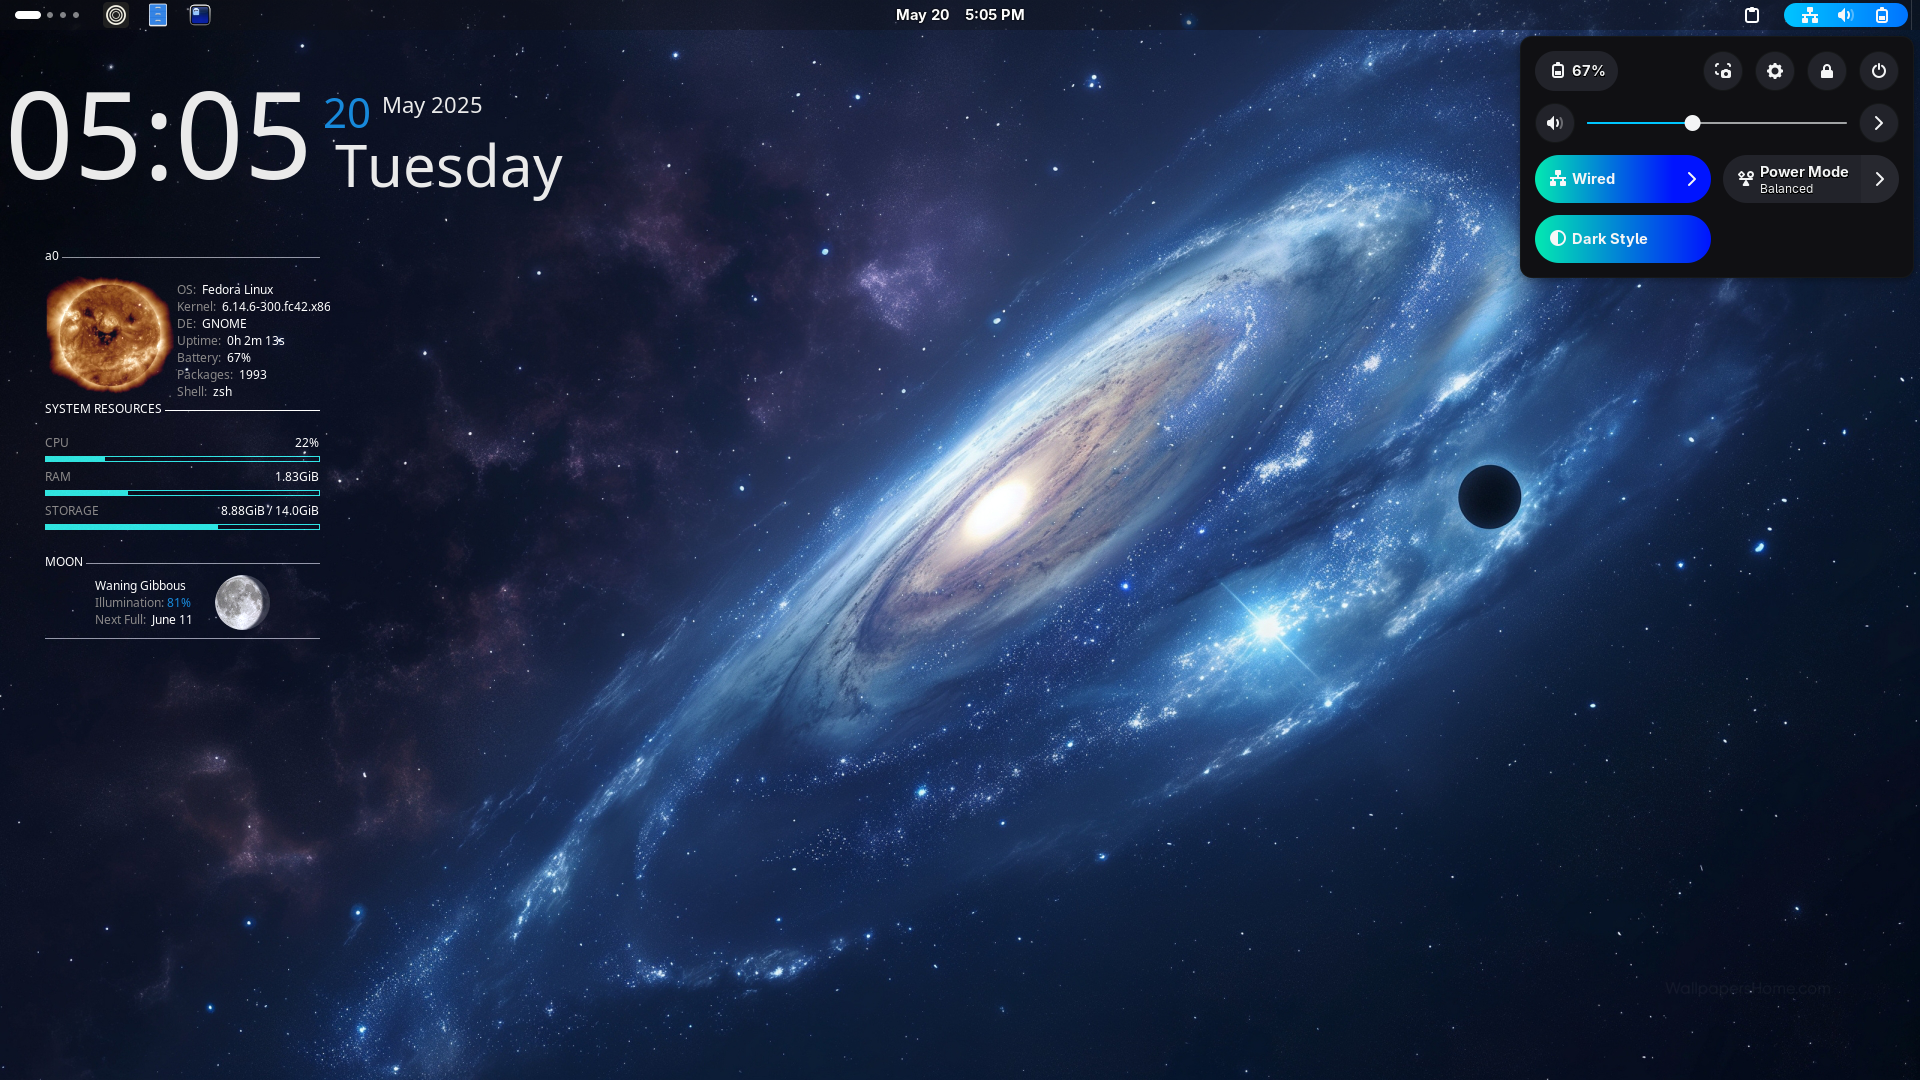 May 20 5:05 PM
67%
Wired
Power Mode
Balanced
Dark Style
05:05
20 May 2025
Tuesday
a0
OS: Fedora Linux
Kernel: 6.14.6-300.fc42.x86
DE: GNOME
Uptime: 0h 2m 13s
Battery: 67%
Packages: 1993
Shell: zsh
SYSTEM RESOURCES
CPU 22%
RAM 1.83GiB
STORAGE 8.88GiB / 14.0GiB
MOON
Waning Gibbous
Illumination: 81%
Next Full: June 11
WallpapersHome.com